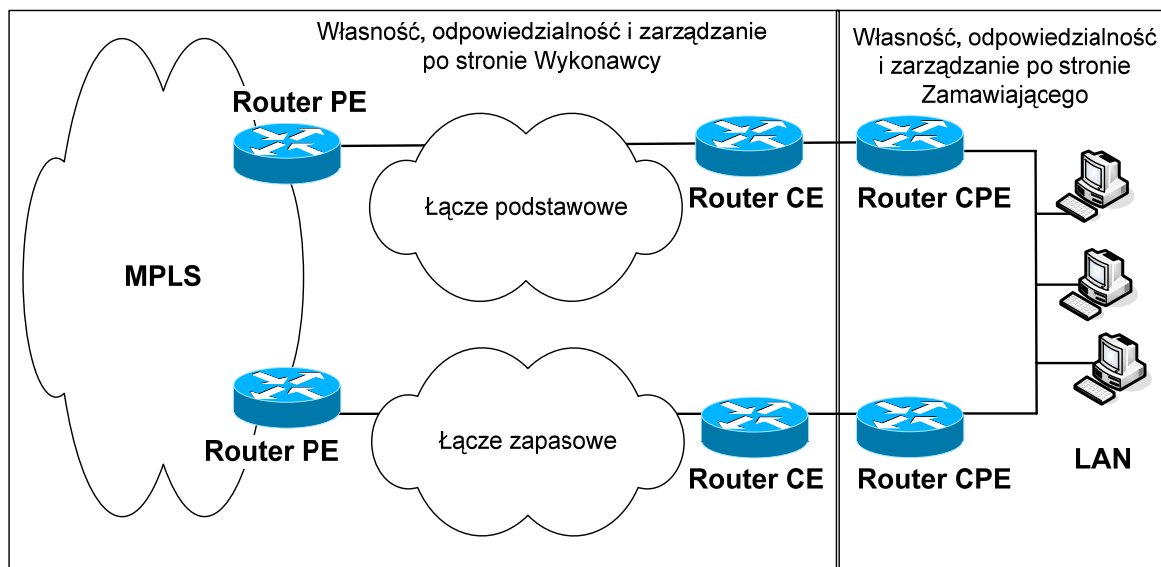 Własność, odpowiedzialność i zarządzanie
po stronie Wykonawcy
Własność, odpowiedzialność
i zarządzanie po stronie
Zamawiającego
Router PE
Łącze podstawowe
Router CE
Router CPE
MPLS
Router PE
Łącze zapasowe
Router CE
Router CPE
LAN